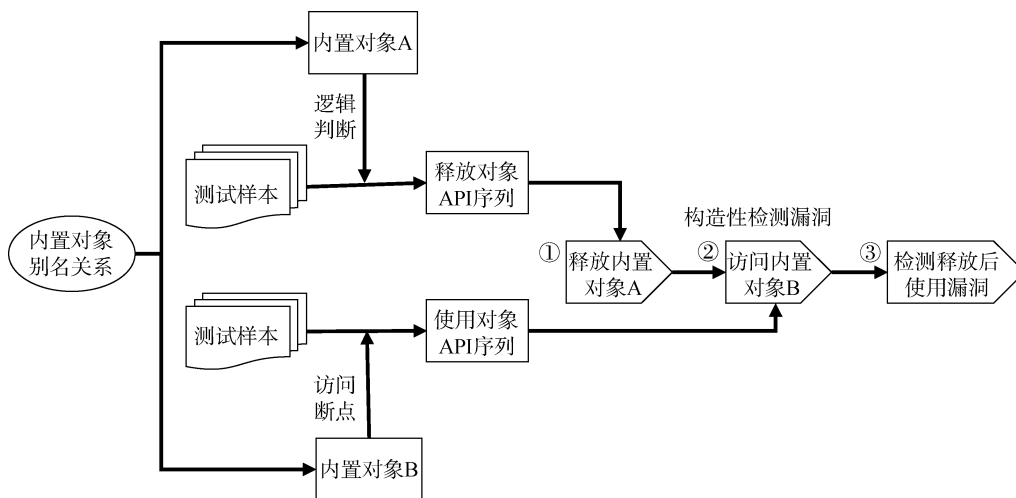 内置对象A
逻辑
判断
测试样本
释放对象
API序列
内置对象
别名关系
构造性检测漏洞
①
释放内置
对象A
②
访问内置
对象B
③
检测释放后
使用漏洞
测试样本
使用对象
API序列
访问
断点
内置对象B